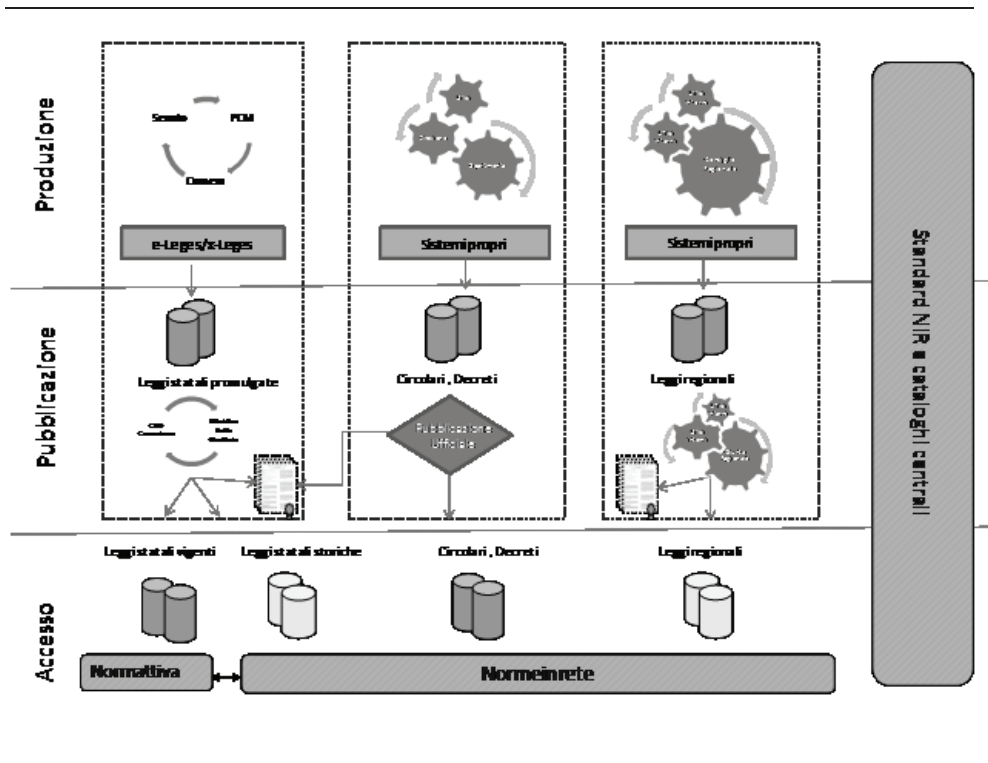 Produzione
Senato
PCM
Camera
e-Leges/x-Leges
Sistemi propri
Sistemi propri
Pubblicazione
Leggi statali promulgate
Circolari, Decreti
Leggi regionali
Pubblicazione
Ufficiale
Accesso
Leggi statali vigenti
Leggi statali storiche
Circolari, Decreti
Leggi regionali
Normattiva
Normeinrete
Standard NIR e cataloghi centrali